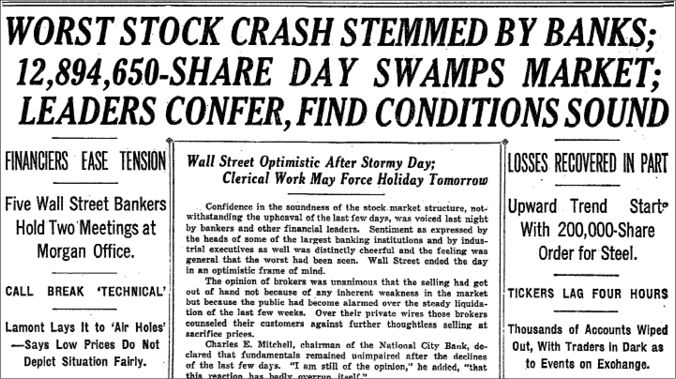 WORST STOCK CRASH STEMMED BY BANKS;
12,894,650-SHARE DAY SWAMPS MARKET;
LEADERS CONFER, FIND CONDITIONS SOUND
FINANCIERS EASE TENSION
Five Wall Street Bankers
Hold Two Meetings at
Morgan Office.
CALL BREAK 'TECHNICAL'
Lamont Lays It to 'Air Holes'
—Says Low Prices Do Not
Depict Situation Fairly.
Wall Street Optimistic After Stormy Day;
Clerical Work May Force Holiday Tomorrow
Confidence in the soundness of the stock market structure, not-
withstanding the upheaval of the last few days, was voiced last night
by bankers and other financial leaders. Sentiment as expressed by
the heads of some of the largest banking institutions and by indus-
trial executives as well was distinctly cheerful and the feeling was
general that the worst had been seen. Wall Street ended the day
in an optimistic frame of mind.
The opinion of brokers was unanimous that the selling had got
out of hand not because of any inherent weakness in the market
but because the public had become alarmed over the steady liquida-
tion of the last few weeks. Over their private wires these brokers
counseled their customers against further thoughtless selling at
sacrifice prices.
Charles E. Mitchell, chairman of the National City Bank, de-
clared that fundamentals remained unimpaired after the declines
of the last few days. "I am still of the opinion," he added, "that
this reaction has badly overrun itself."
LOSSES RECOVERED IN PART
Upward Trend Start
With 200,000-Share
Order for Steel.
TICKERS LAG FOUR HOURS
Thousands of Accounts Wiped
Out, With Traders in Dark as
to Events on Exchange.